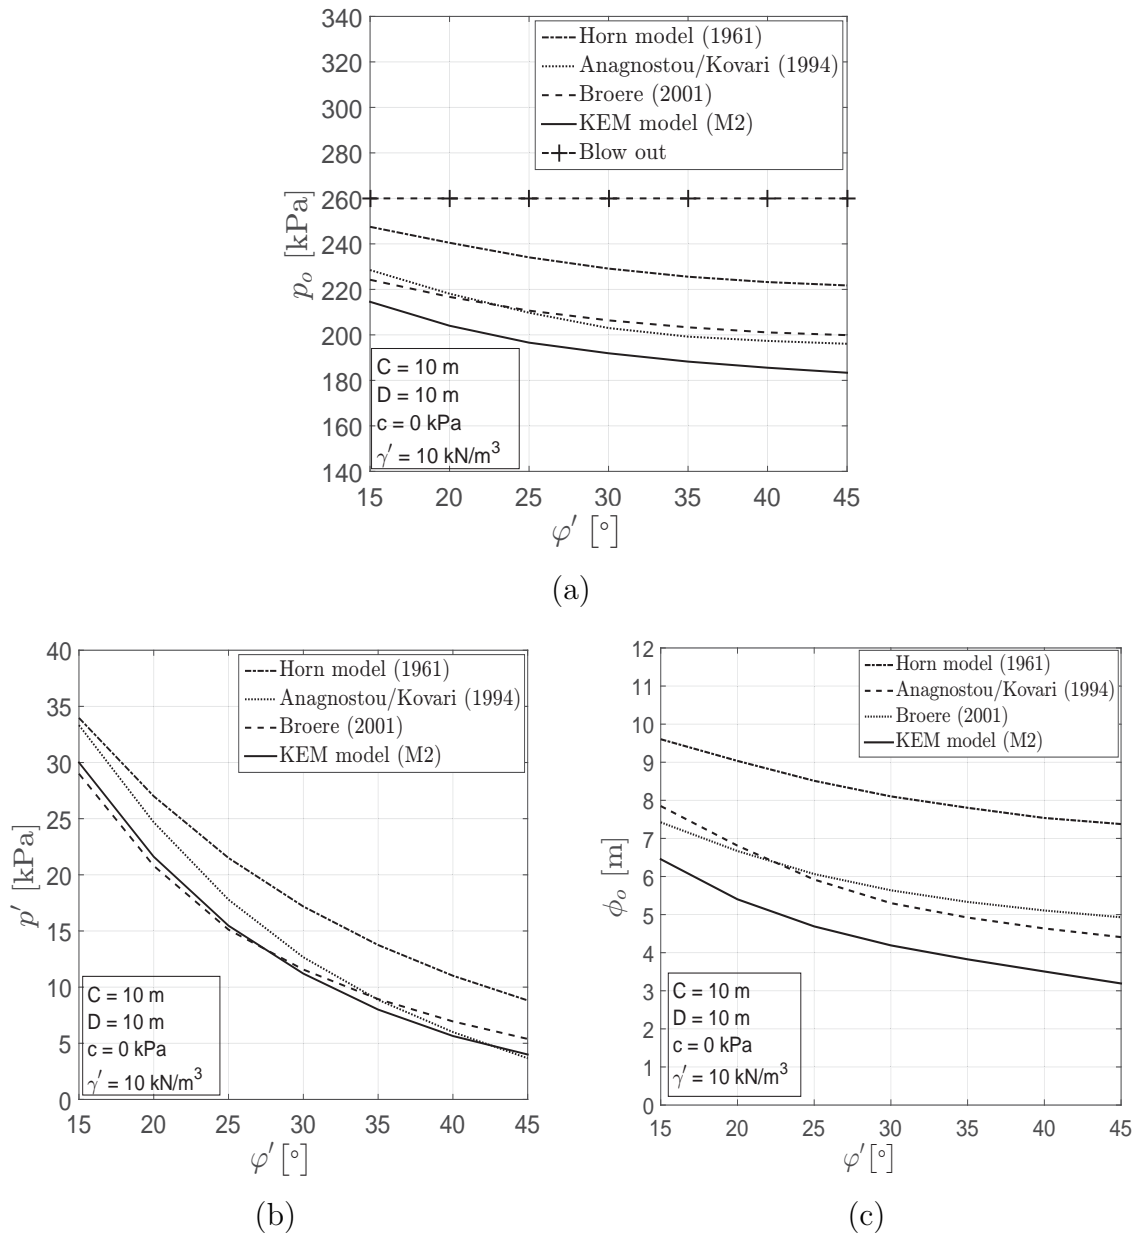 340
320
300
280
260
240
220
200
180
160
140
p_o [kPa]
Horn model (1961)
Anagnostou/Kovari (1994)
Broere (2001)
KEM model (M2)
Blow out
C = 10 m
D = 10 m
c = 0 kPa
γ' = 10 kN/m³
15 20 25 30 35 40 45
φ' [°]
(a)
40
35
30
25
20
15
10
5
0
p' [kPa]
Horn model (1961)
Anagnostou/Kovari (1994)
Broere (2001)
KEM model (M2)
C = 10 m
D = 10 m
c = 0 kPa
γ' = 10 kN/m³
15 20 25 30 35 40 45
φ' [°]
(b)
12
11
10
9
8
7
6
5
4
3
2
1
0
ϕ_o [m]
Horn model (1961)
Anagnostou/Kovari (1994)
Broere (2001)
KEM model (M2)
C = 10 m
D = 10 m
c = 0 kPa
γ' = 10 kN/m³
15 20 25 30 35 40 45
φ' [°]
(c)